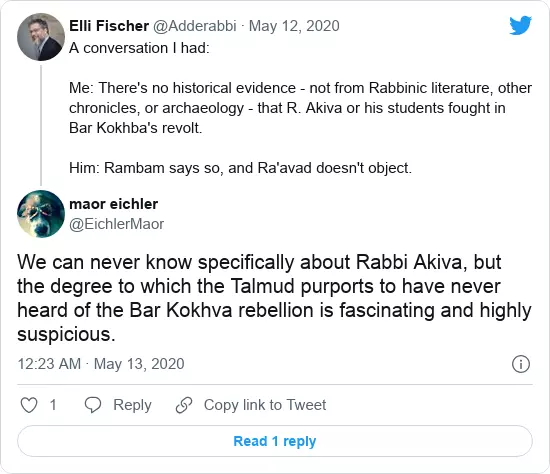 Elli Fischer @Adderabbi · May 12, 2020
A conversation I had:
Me: There's no historical evidence - not from Rabbinic literature, other
chronicles, or archaeology - that R. Akiva or his students fought in
Bar Kokhba's revolt.
Him: Rambam says so, and Ra'avad doesn't object.
maor eichler
@EichlerMaor
We can never know specifically about Rabbi Akiva, but
the degree to which the Talmud purports to have never
heard of the Bar Kokhva rebellion is fascinating and highly
suspicious.
12:23 AM · May 13, 2020
1 Reply Copy link to Tweet
Read 1 reply